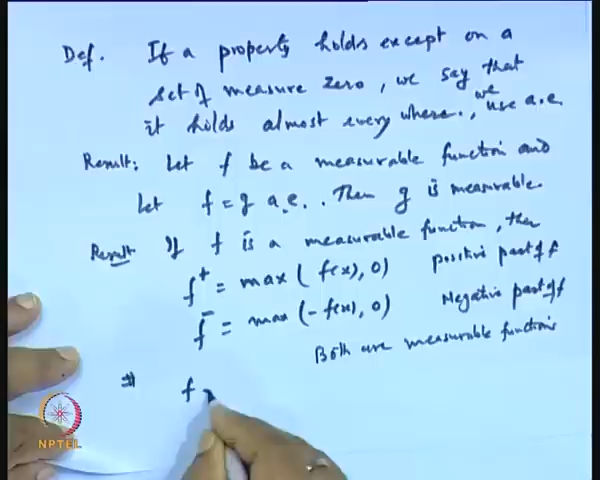 Def. If a property holds except on a
set of measure zero, we say that
it holds almost every where., we use a.e.
Result: Let f be a measurable function and
Let f = g a.e. . Then g is measurable.
Result If f is a measurable function, then
f⁺ = max ( f(x), 0) positive part of f
f⁻ = max (-f(x), 0) Negative part of f
Both are measurable functions
⇒ f
NPTEL